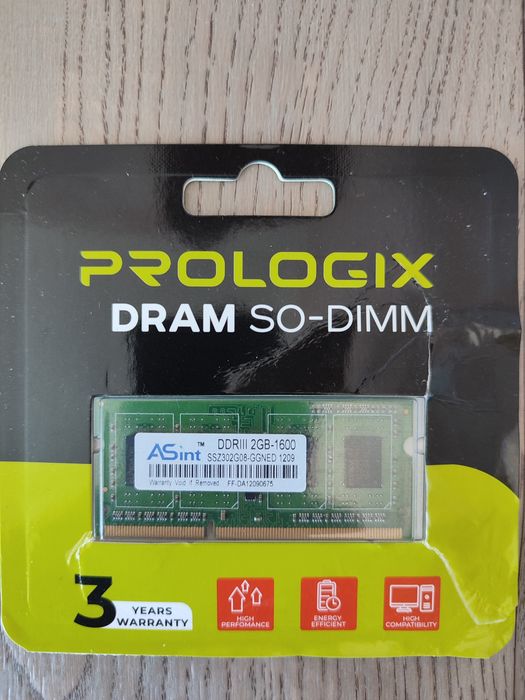 PROLOGIX
DRAM SO-DIMM
ASint™ DDRIII 2GB-1600
SSZ302G08-GGNED 1209
Warranty Void If Removed FF-DA12090675
3 YEARS WARRANTY
HIGH PERFOMANCE
ENERGY EFFICIENT
HIGH COMPATIBILITY